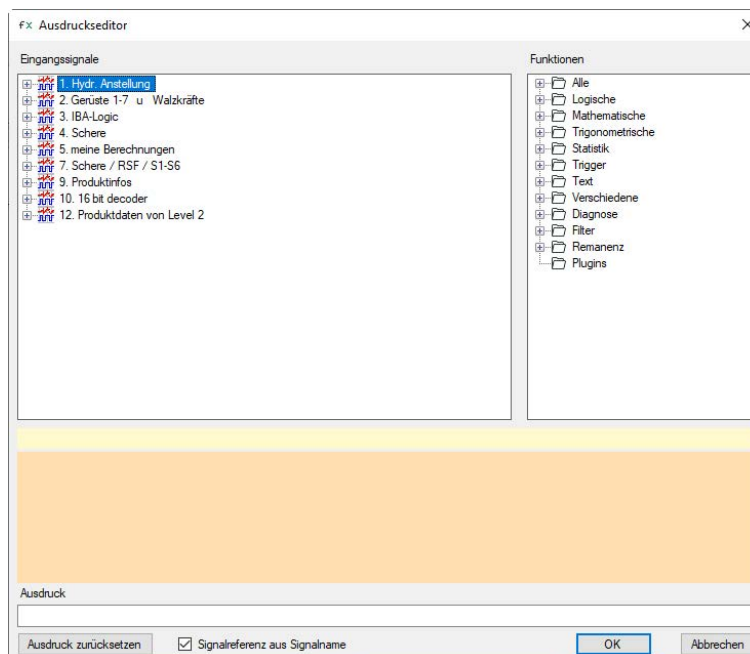 fx Ausdruckseditor
Eingangssignale
1. Hydr. Anstellung
2. Gerüste 1-7 u Walzkräfte
3. IBA-Logic
4. Schere
5. meine Berechnungen
7. Schere / RSF / S1-S6
9. Produktinfos
10. 16 bit decoder
12. Produktdaten von Level 2
Funktionen
Alle
Logische
Mathematische
Trigonometrische
Statistik
Trigger
Text
Verschiedene
Diagnose
Filter
Remanenz
Plugins
Ausdruck
Ausdruck zurücksetzen
Signalreferenz aus Signalname
OK
Abbrechen